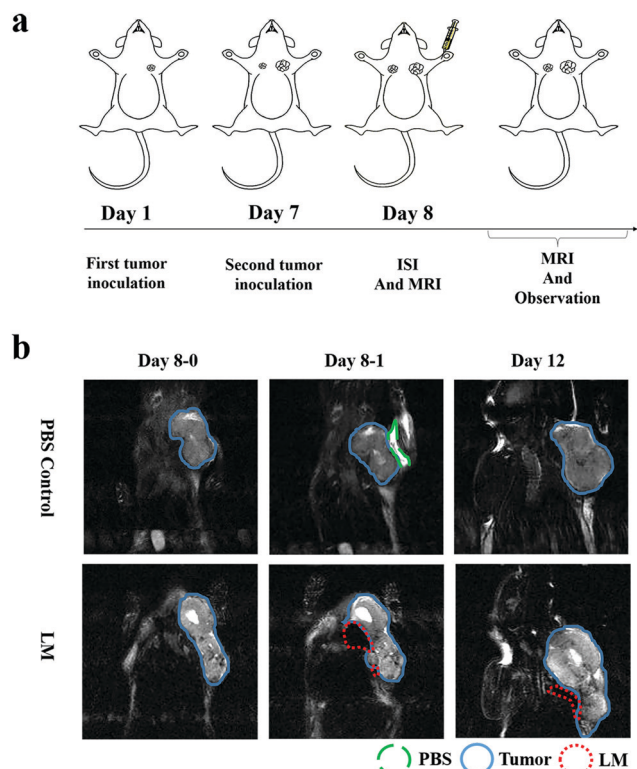 a
Day 1
Day 7
Day 8
First tumor
inoculation
Second tumor
inoculation
ISI
And MRI
MRI
And
Observation
b
Day 8-0
Day 8-1
Day 12
PBS Control
LM
PBS
Tumor
LM